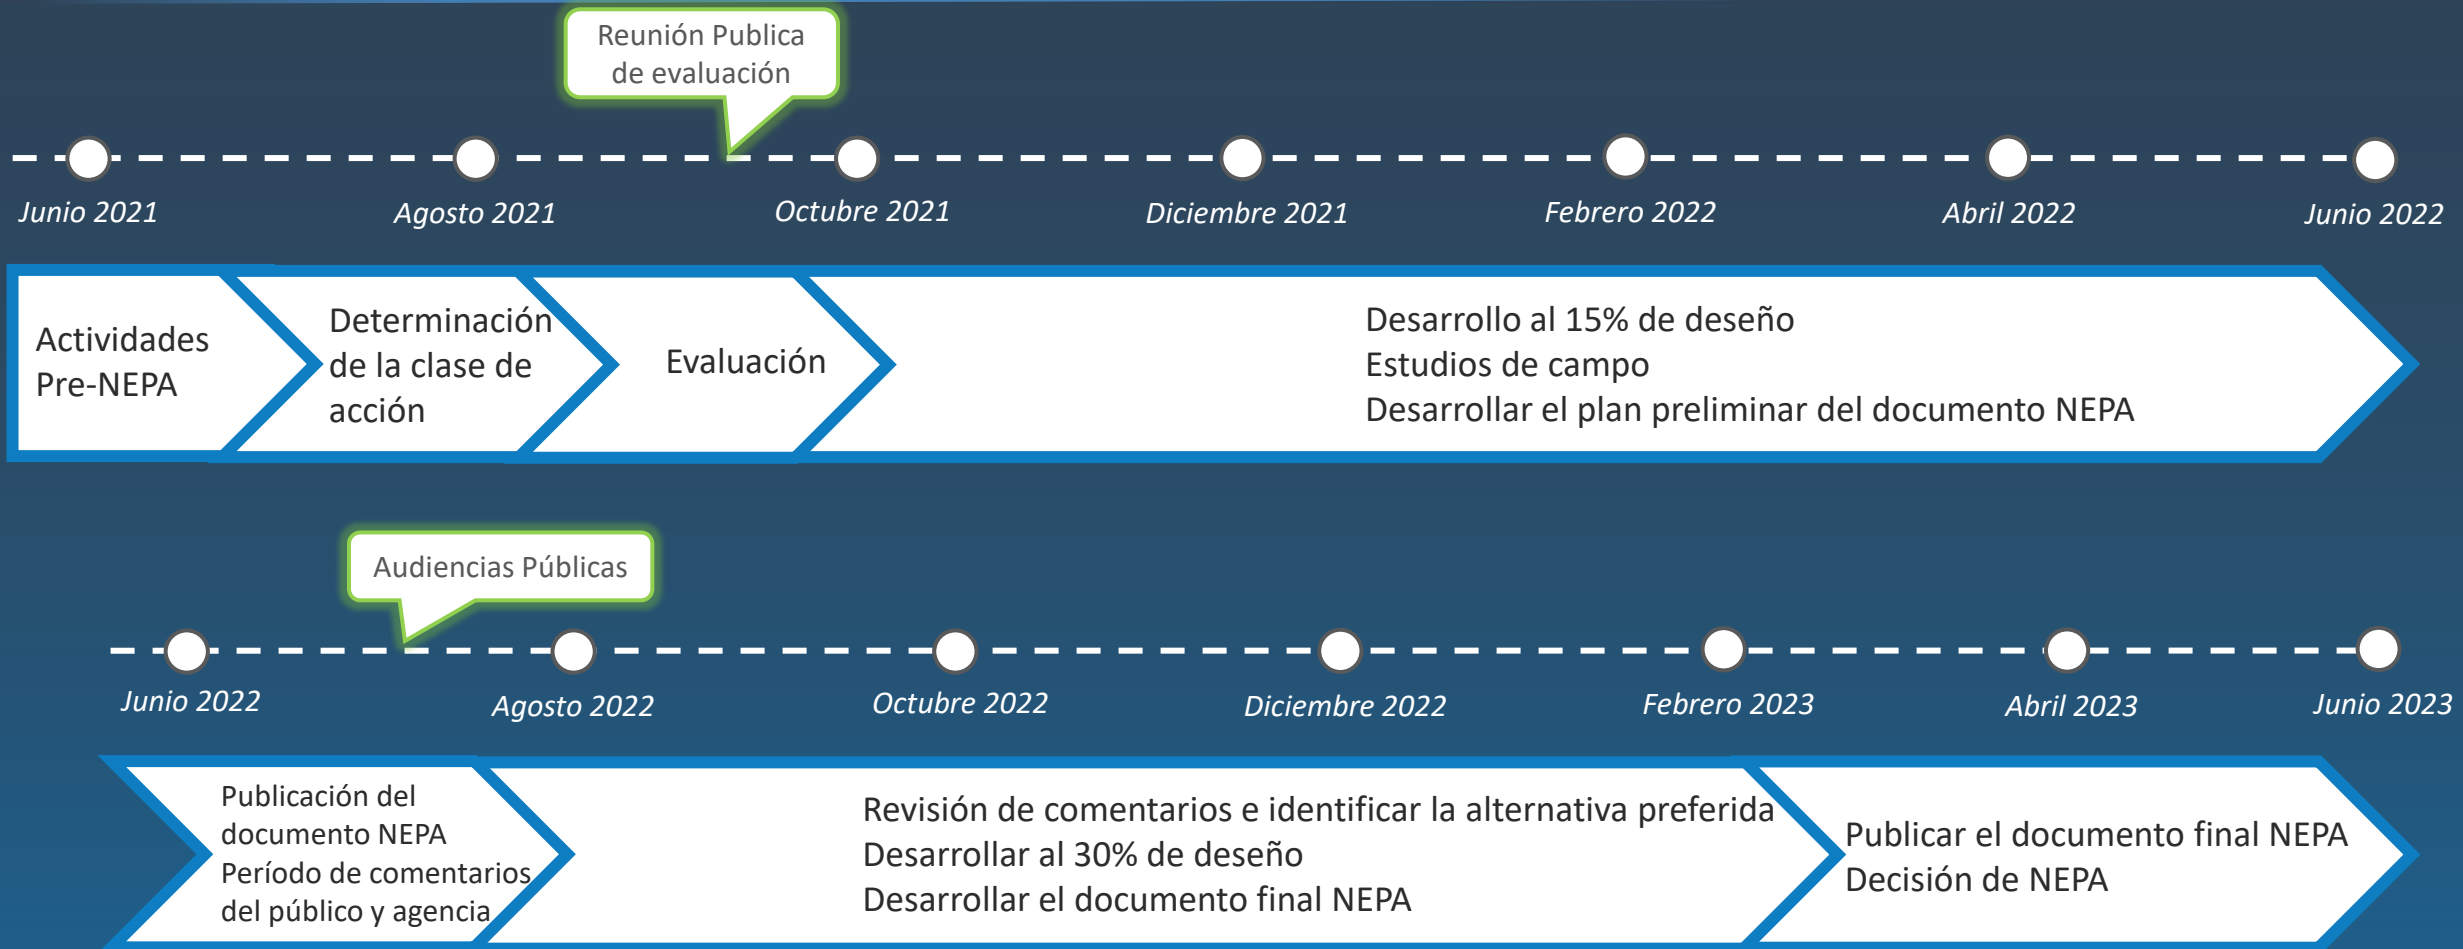 Reunión Publica
de evaluación
Junio 2021
Agosto 2021
Octubre 2021
Diciembre 2021
Febrero 2022
Abril 2022
Junio 2022
Actividades
Pre-NEPA
Determinación
de la clase de
acción
Evaluación
Desarrollo al 15% de deseño
Estudios de campo
Desarrollar el plan preliminar del documento NEPA
Audiencias Públicas
Junio 2022
Agosto 2022
Octubre 2022
Diciembre 2022
Febrero 2023
Abril 2023
Junio 2023
Publicación del
documento NEPA
Período de comentarios
del público y agencia
Revisión de comentarios e identificar la alternativa preferida
Desarrollar al 30% de deseño
Desarrollar el documento final NEPA
Publicar el documento final NEPA
Decisión de NEPA